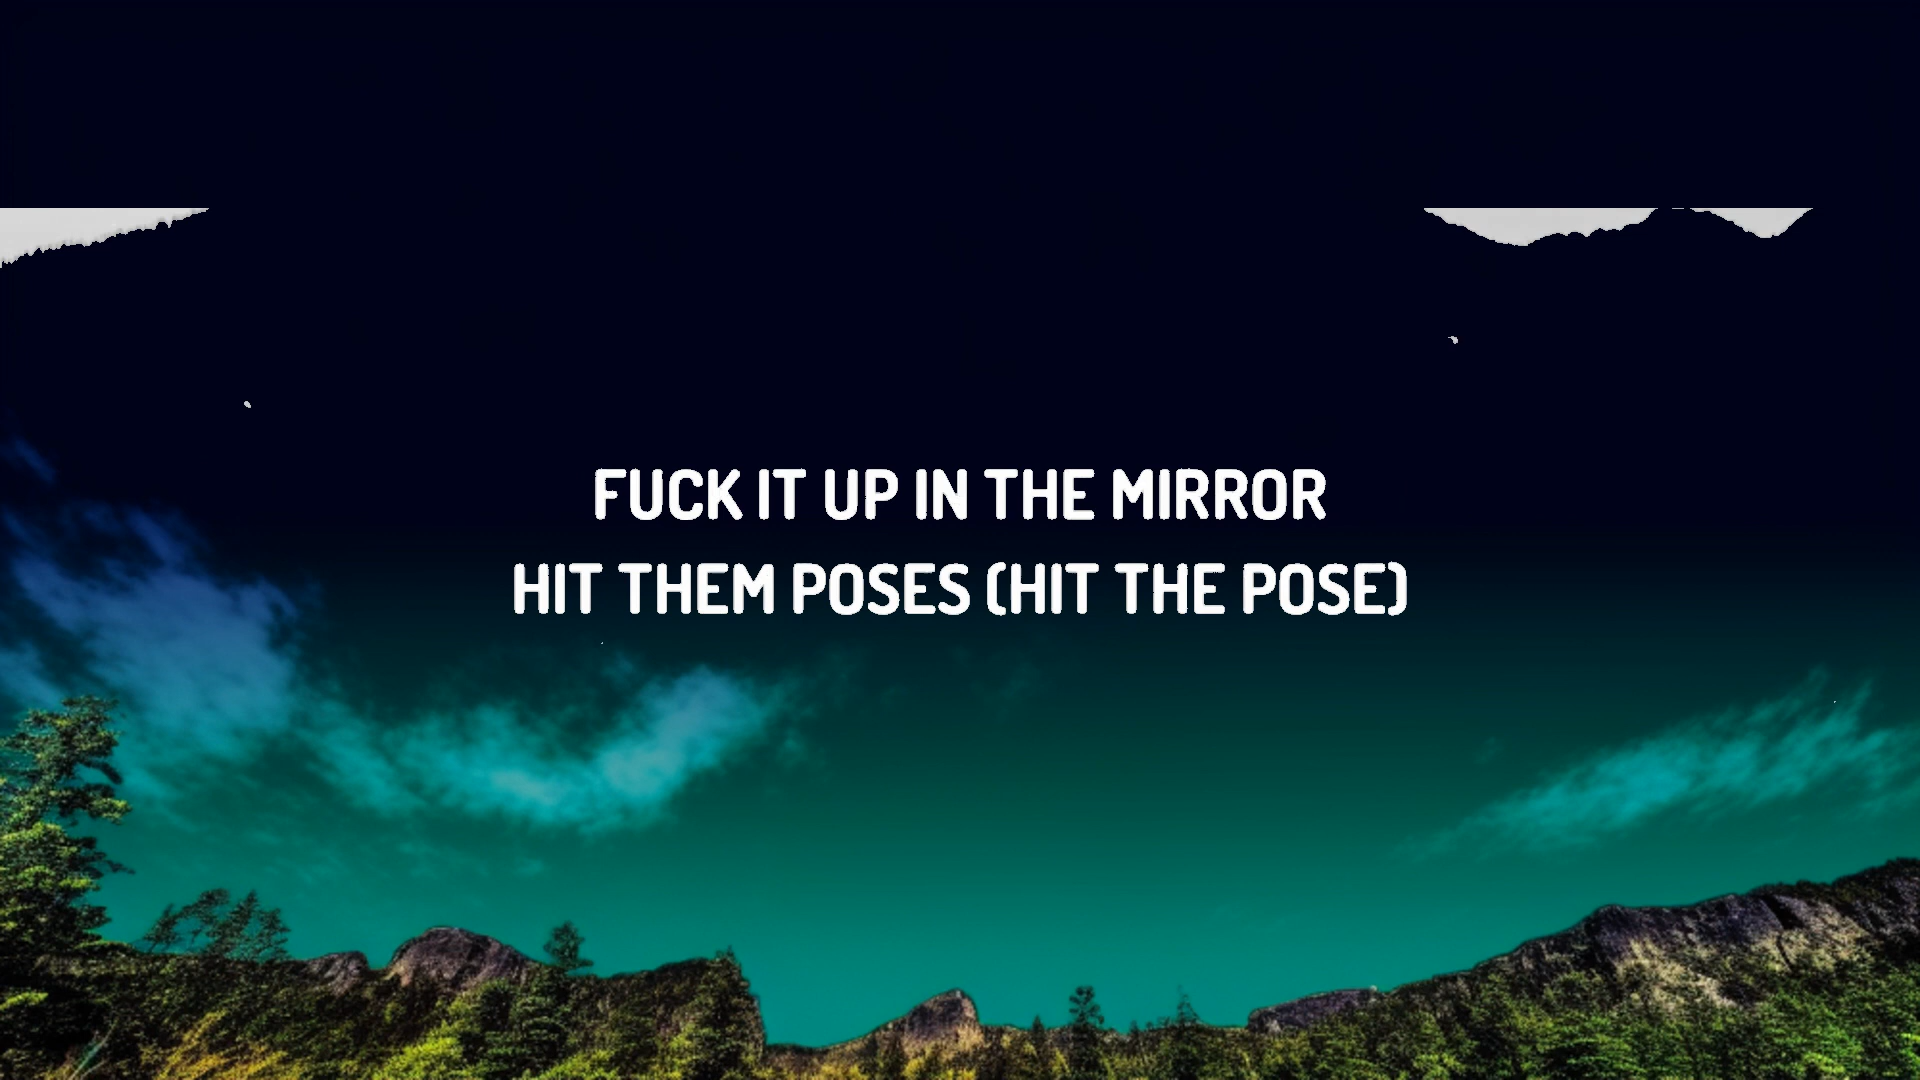 FUCK IT UP IN THE MIRROR
HIT THEM POSES (HIT THE POSE)